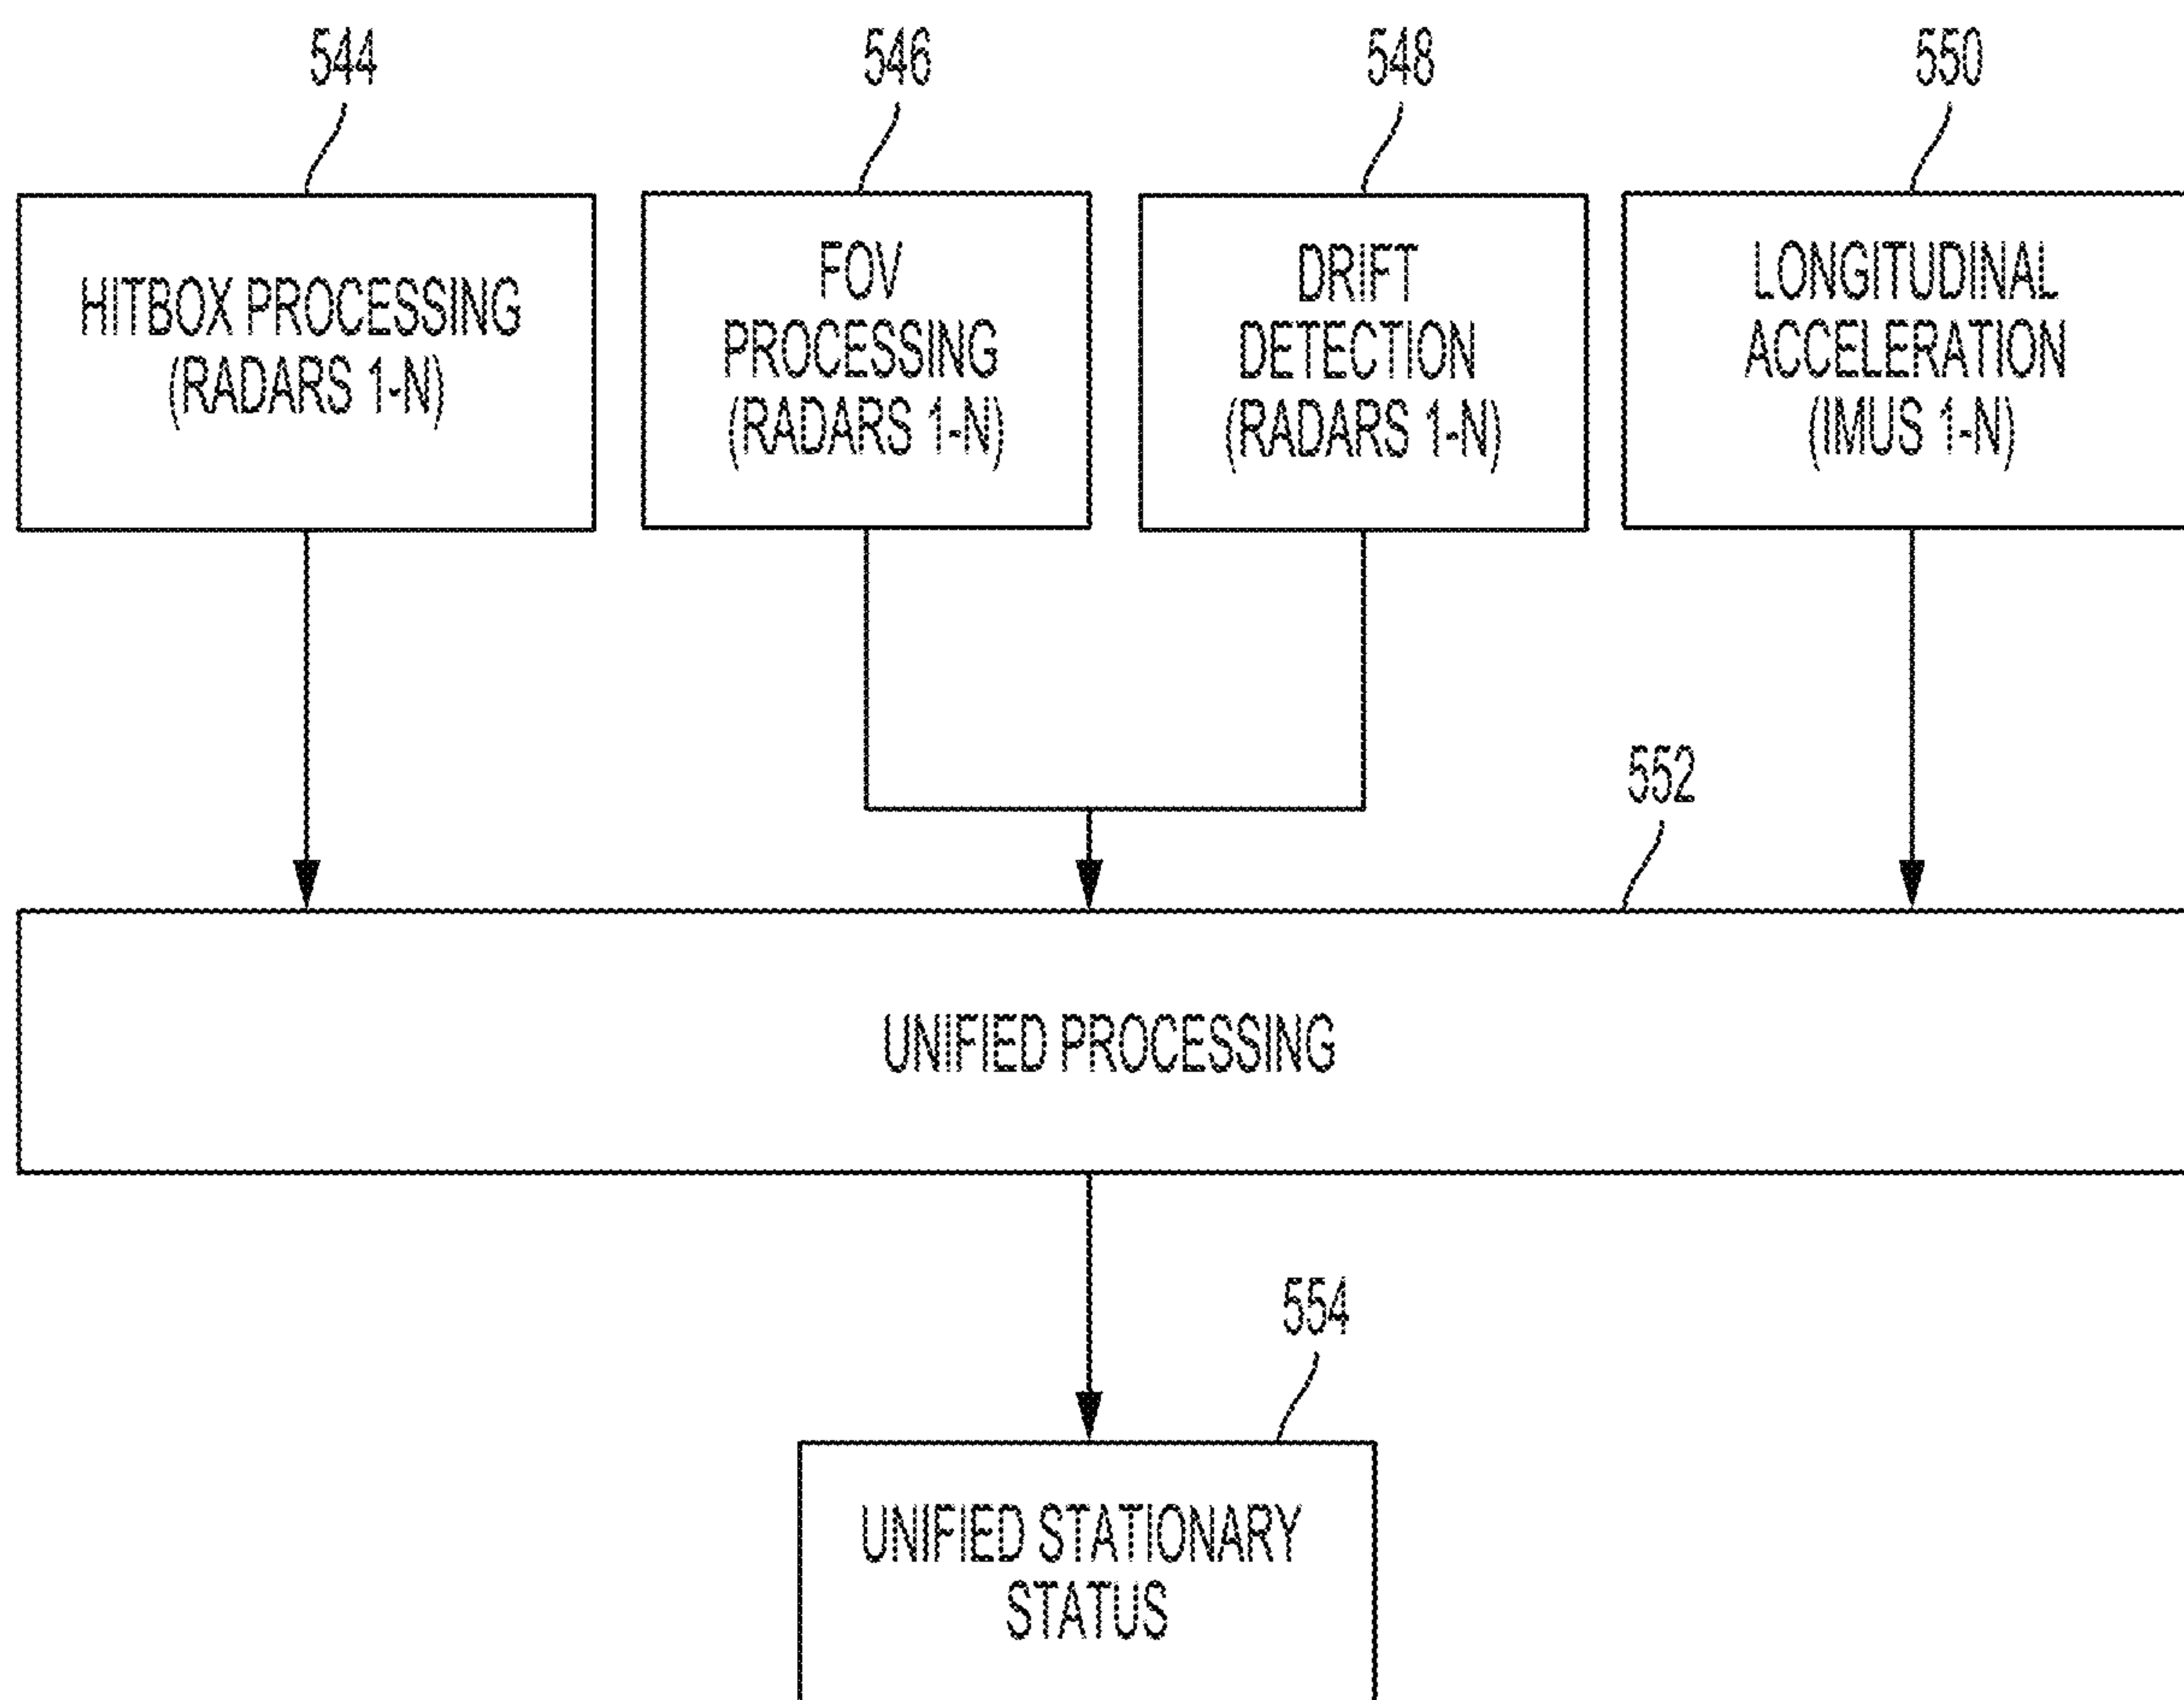 544
546
548
550
HITBOX PROCESSING
(RADARS 1-N)
FOV
PROCESSING
(RADARS 1-N)
DRIFT
DETECTION
(RADARS 1-N)
LONGITUDINAL
ACCELERATION
(IMUS 1-N)
552
UNIFIED PROCESSING
554
UNIFIED STATIONARY
STATUS